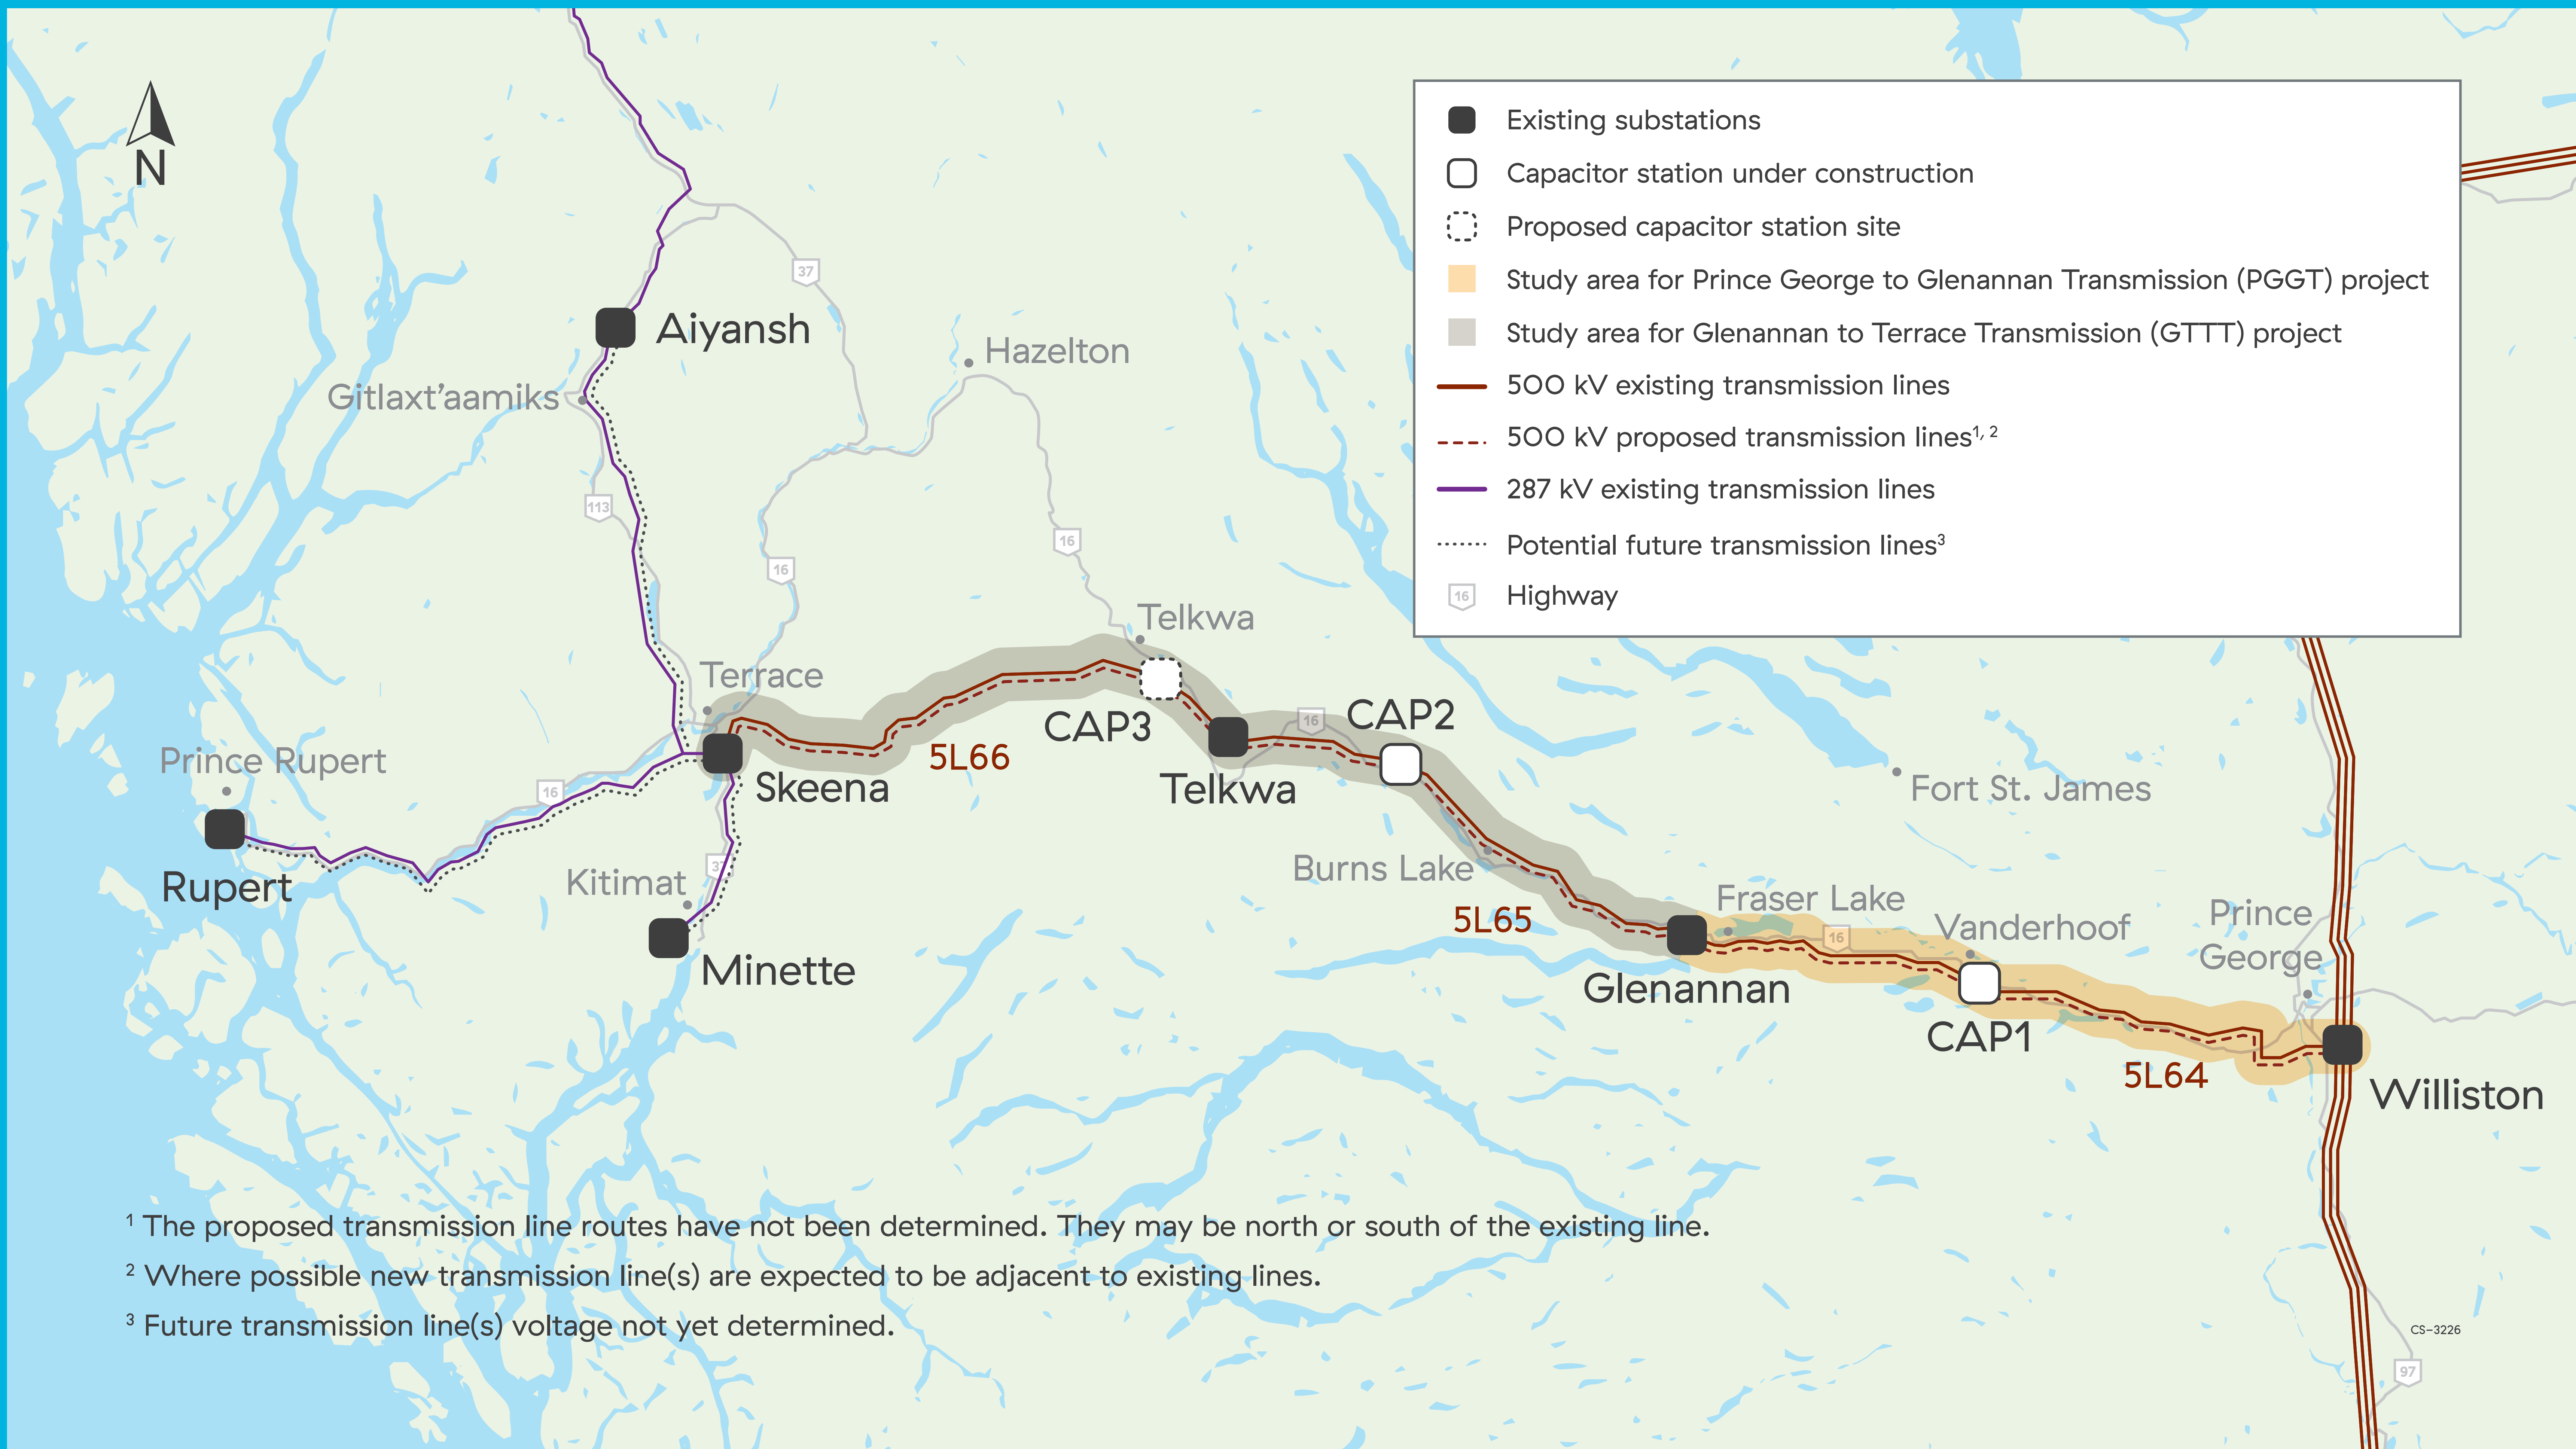 N
Existing substations
Capacitor station under construction
Proposed capacitor station site
Study area for Prince George to Glenannan Transmission (PGGT) project
Study area for Glenannan to Terrace Transmission (GTTT) project
500 kV existing transmission lines
500 kV proposed transmission lines¹, ²
287 kV existing transmission lines
Potential future transmission lines³
16 Highway
37
Aiyansh
Hazelton
Gitlaxt’aamiks
113
16
16
Telkwa
Terrace
CAP3
16
CAP2
5L66
Prince Rupert
Skeena
Telkwa
Fort St. James
16
Rupert
Kitimat
37
Burns Lake
5L65
Fraser Lake
16
Vanderhoof
Prince
George
Minette
Glenannan
CAP1
5L64
Williston
¹ The proposed transmission line routes have not been determined. They may be north or south of the existing line.
² Where possible new transmission line(s) are expected to be adjacent to existing lines.
³ Future transmission line(s) voltage not yet determined.
CS-3226
97